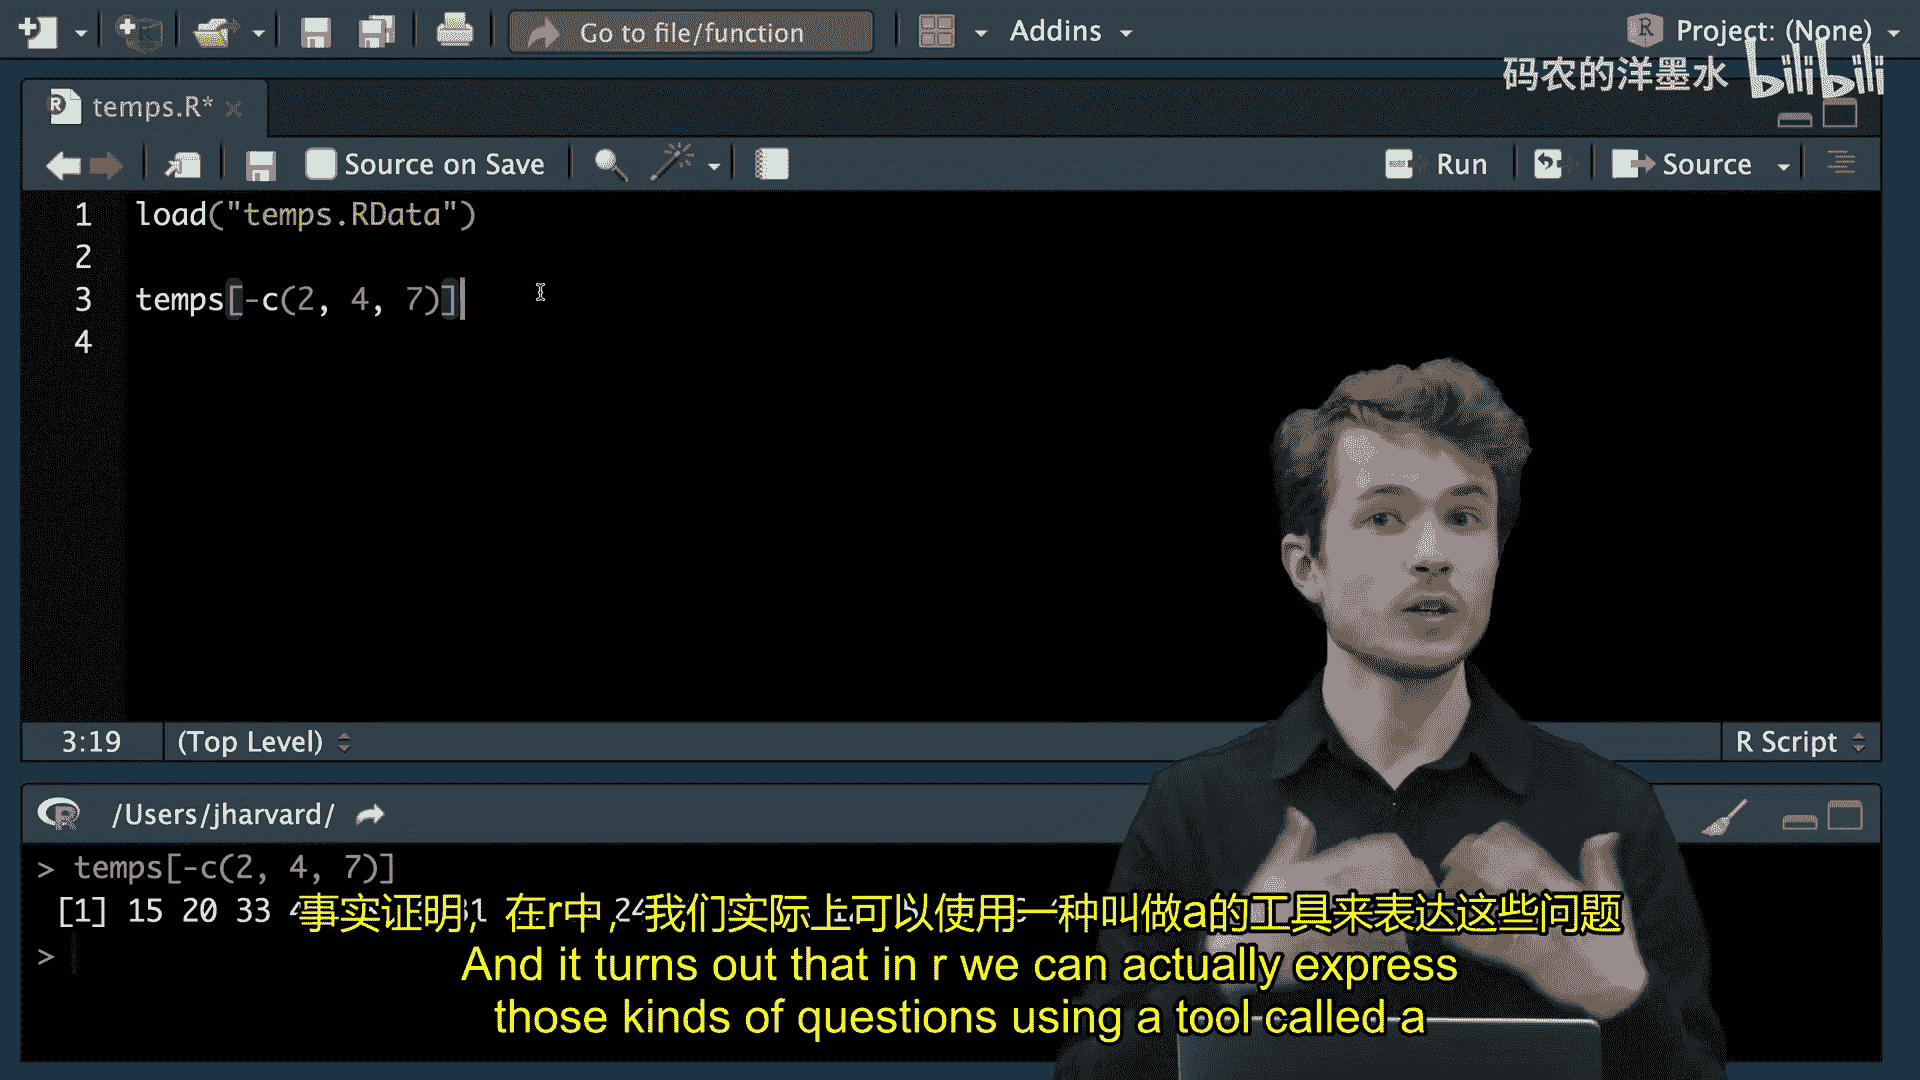 Go to file/function
Addins
Project: (None)
码农的洋墨水 bilibili
temps.R*
Source on Save
Run
Source
1 load("temps.RData")
2
3 temps[-c(2, 4, 7)]
4
3:19 (Top Level) R Script
/Users/jharvard/
> temps[-c(2, 4, 7)]
[1] 15 20 33
>
事实证明，在r中，我们实际上可以使用一种叫做a的工具来表达这些问题
And it turns out that in r we can actually express
those kinds of questions using a tool called a